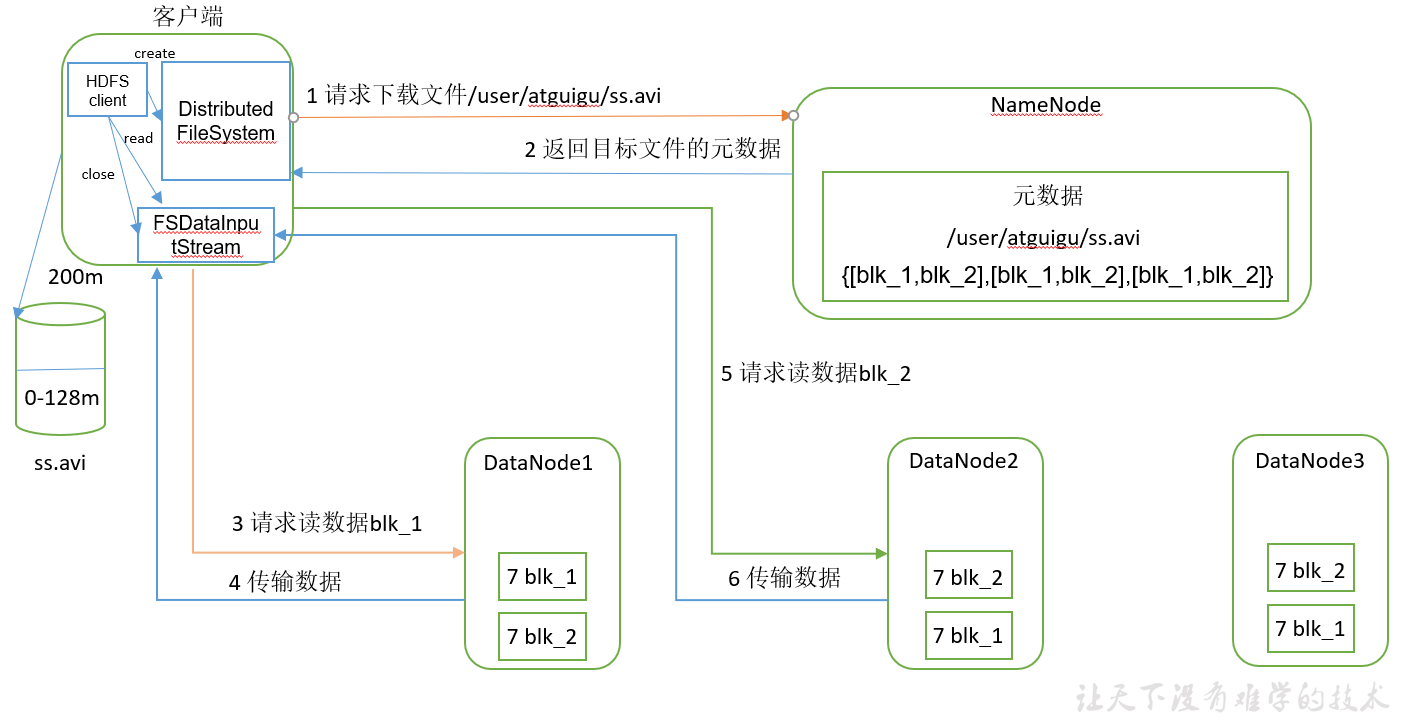 客户端
create
HDFS
client
Distributed
FileSystem
read
close
FSDataInpu
tStream
1 请求下载文件/user/atguigu/ss.avi
2 返回目标文件的元数据
NameNode
元数据
/user/atguigu/ss.avi
{[blk_1,blk_2],[blk_1,blk_2],[blk_1,blk_2]}
200m
0-128m
ss.avi
5 请求读数据blk_2
3 请求读数据blk_1
4 传输数据
6 传输数据
DataNode1
7 blk_1
7 blk_2
DataNode2
7 blk_2
7 blk_1
DataNode3
7 blk_2
7 blk_1
让天下没有难学的技术